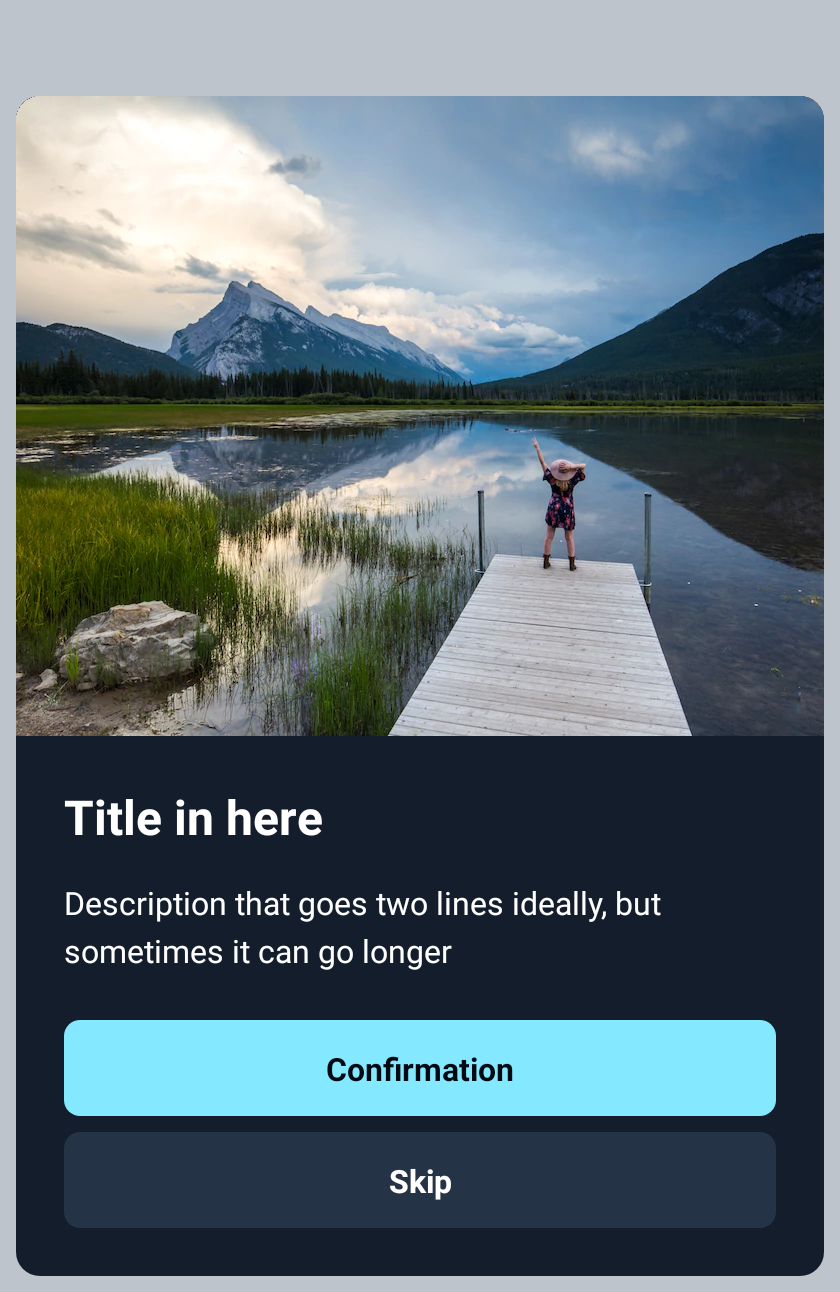 Title in here
Description that goes two lines ideally, but
sometimes it can go longer
Confirmation
Skip